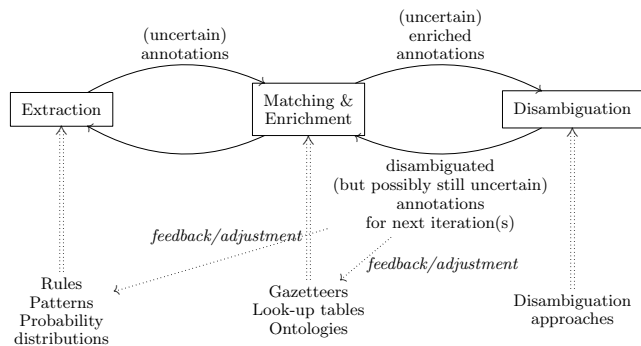 (uncertain)
annotations
(uncertain)
enriched
annotations
Extraction
Matching &
Enrichment
Disambiguation
disambiguated
(but possibly still uncertain)
annotations
for next iteration(s)
feedback/adjustment
feedback/adjustment
Rules
Patterns
Probability
distributions
Gazetteers
Look-up tables
Ontologies
Disambiguation
approaches